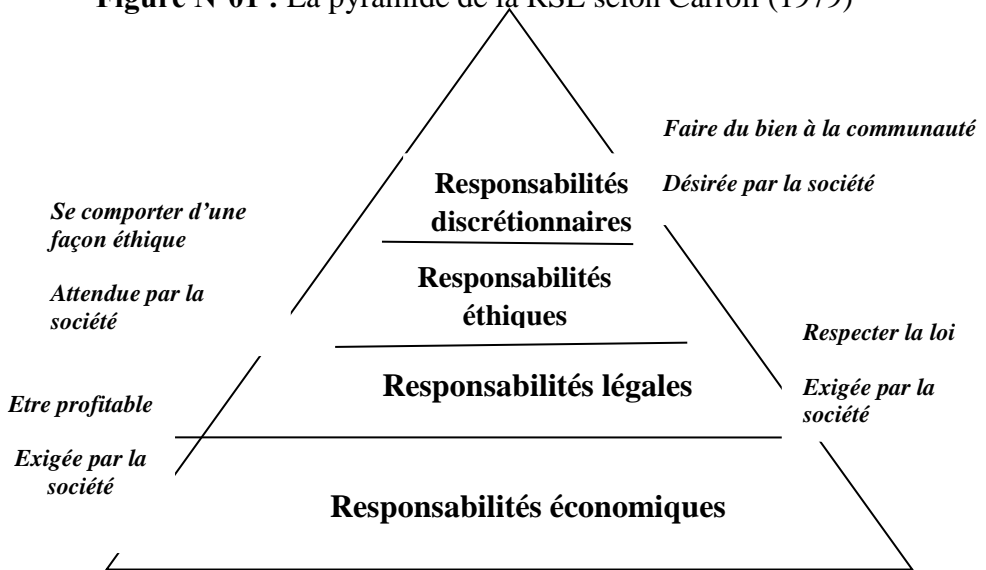 Figure N°01 : La pyramide de la RSE selon Carroll (1979)
Faire du bien à la communauté
Désirée par la société
Responsabilités
discrétionnaires
Se comporter d’une
façon éthique
Attendue par la
société
Responsabilités
éthiques
Respecter la loi
Exigée par la
société
Responsabilités légales
Etre profitable
Exigée par la
société
Responsabilités économiques